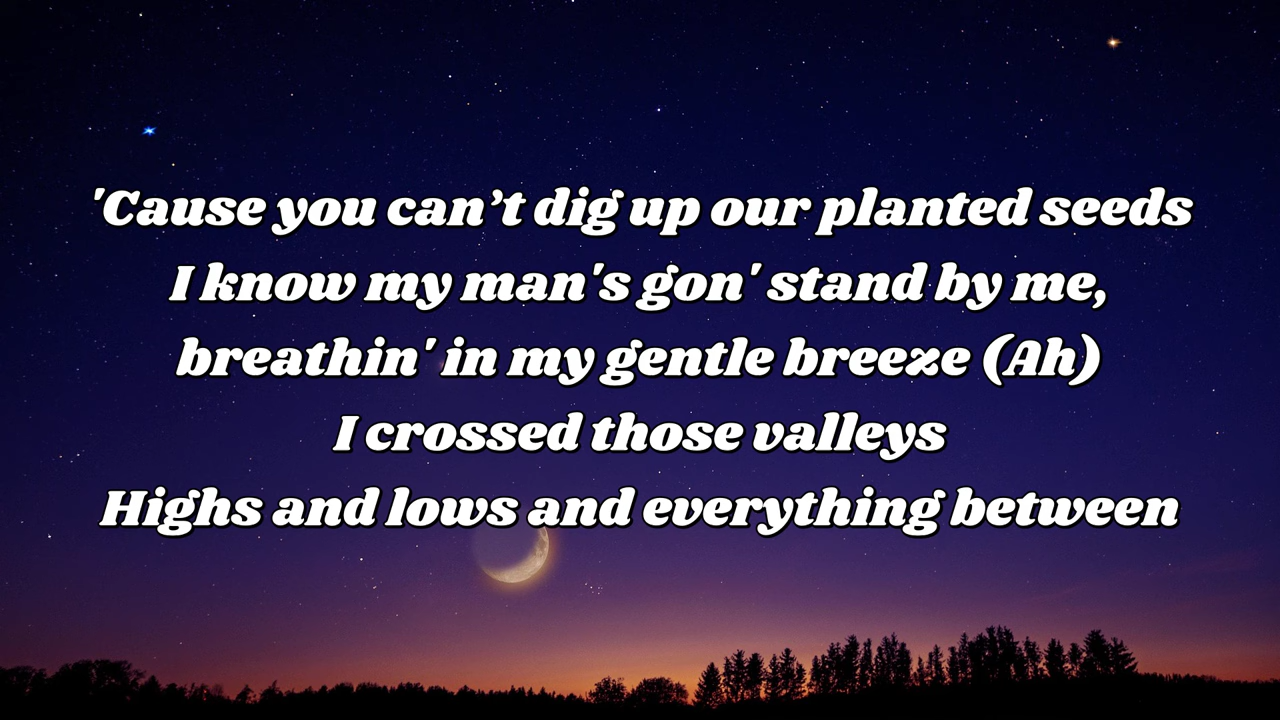 'Cause you can’t dig up our planted seeds
I know my man's gon' stand by me,
breathin' in my gentle breeze (Ah)
I crossed those valleys
Highs and lows and everything between